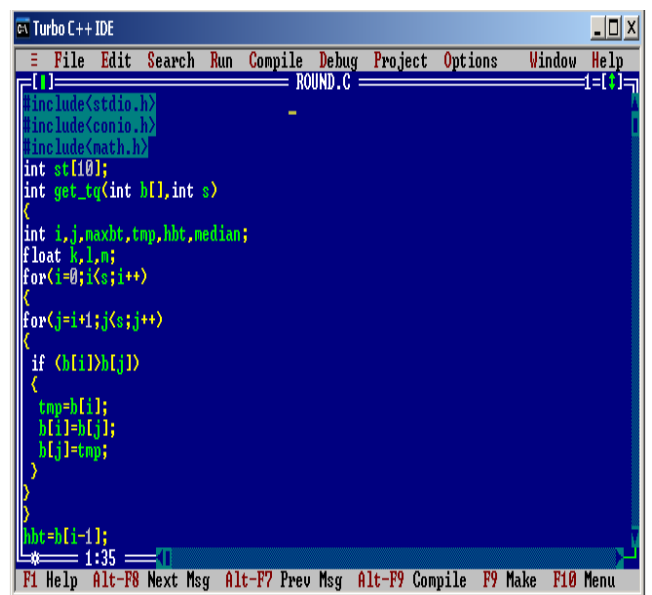 Turbo C++ IDE
≡ File Edit Search Run Compile Debug Project Options Window Help
[■] ROUND.C 1=[↕]
#include<stdio.h>
#include<conio.h>
#include<math.h>
int st[10];
int get_tq(int b[],int s)
{
int i,j,maxbt,tmp,hbt,median;
float k,l,m;
for(i=0;i<s;i++)
{
for(j=i+1;j<s;j++)
{
if (b[i]>b[j])
{
tmp=b[i];
b[i]=b[j];
b[j]=tmp;
}
}
}
hbt=b[i-1];
1:35
F1 Help Alt-F8 Next Msg Alt-F7 Prev Msg Alt-F9 Compile F9 Make F10 Menu